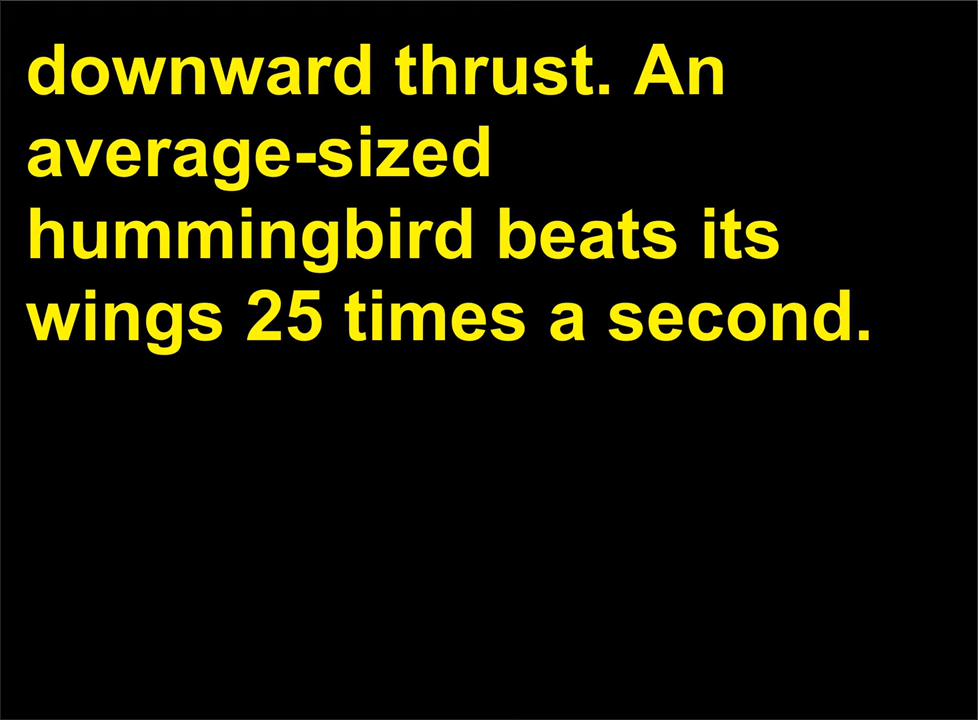 downward thrust. An
average-sized
hummingbird beats its
wings 25 times a second.